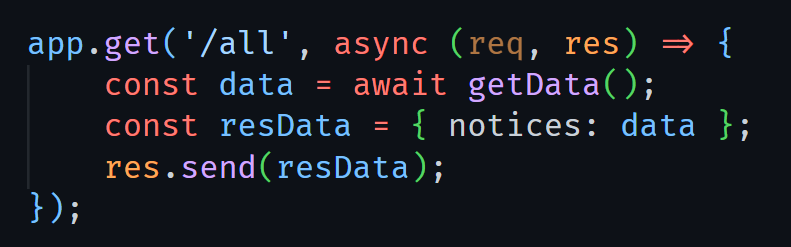 app.get('/all', async (req, res) => {
    const data = await getData();
    const resData = { notices: data };
    res.send(resData);
});